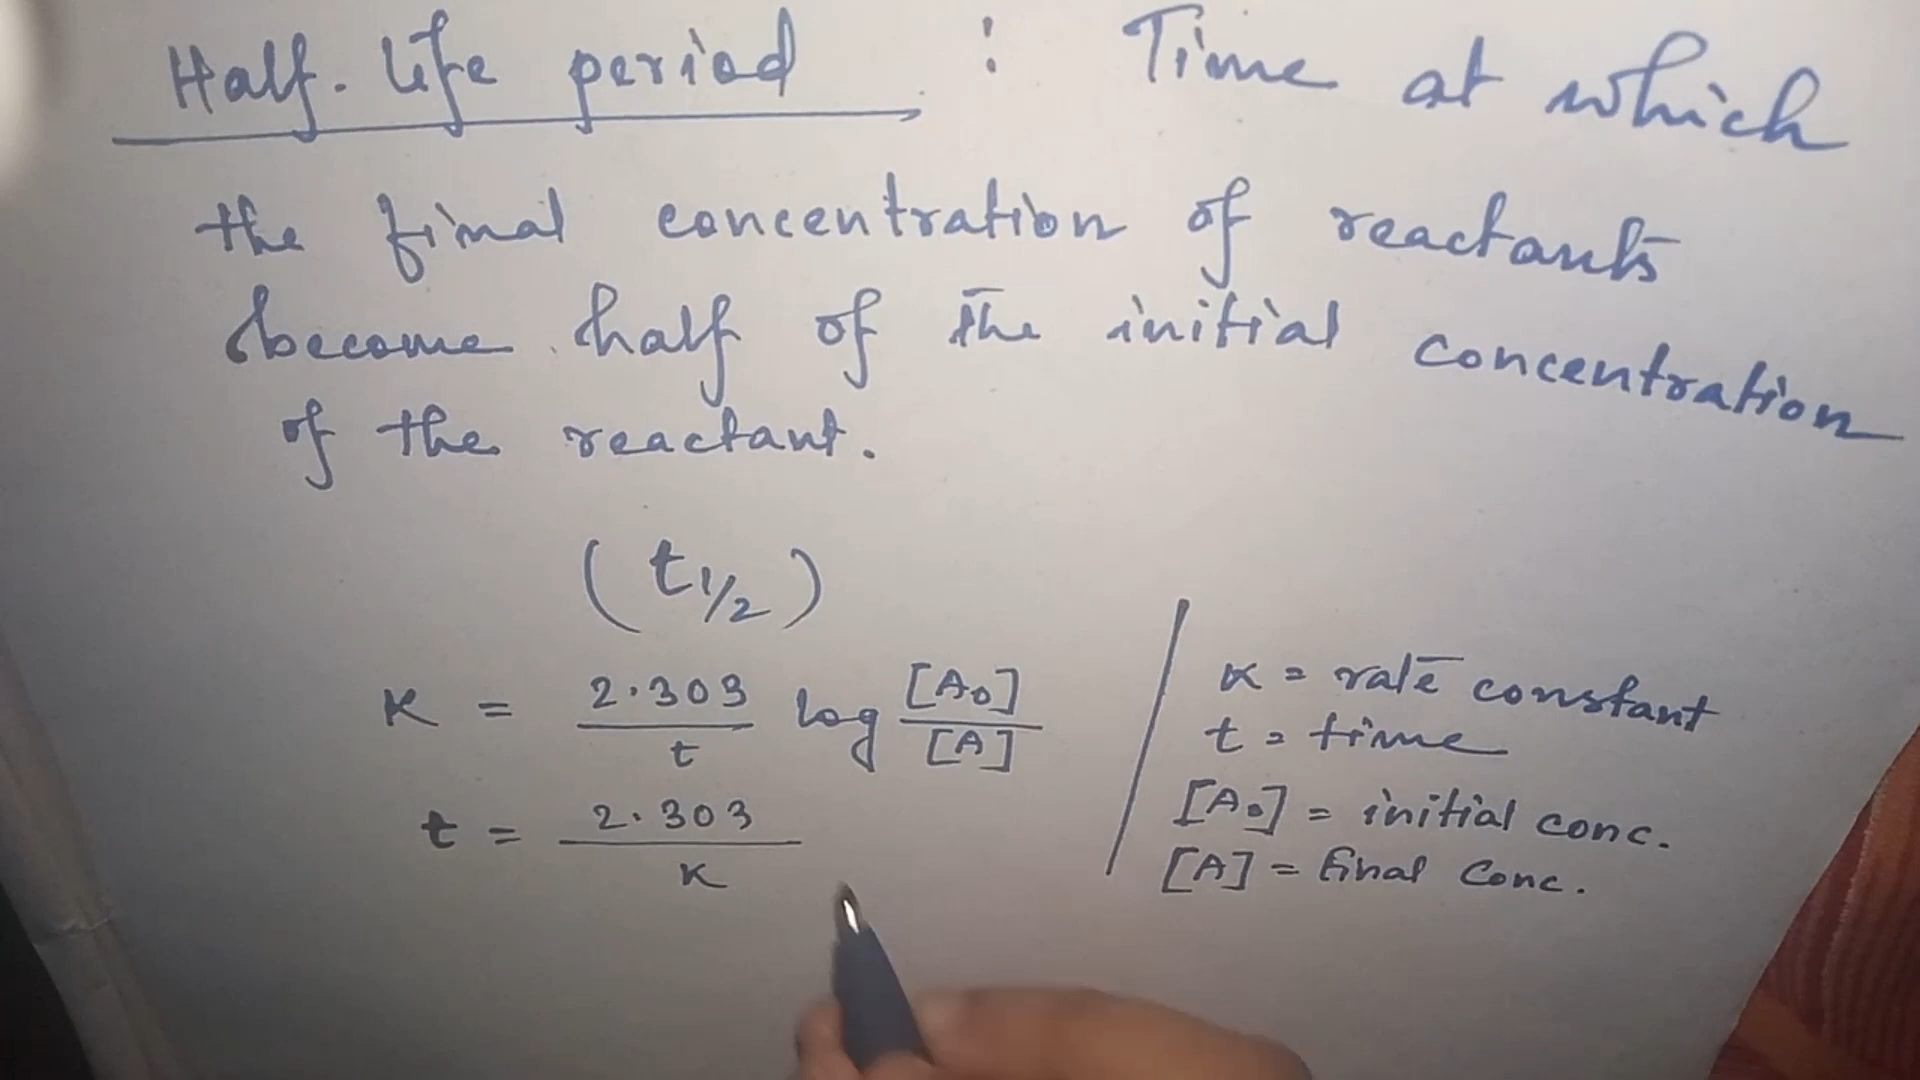 Half-life period : Time at which
the final concentration of reactants
become half of the initial concentration
of the reactant.
(t1/2)
K = 2.303/t log [A0]/[A]
t = 2.303/K
K = rate constant
t = time
[A0] = initial conc.
[A] = final conc.